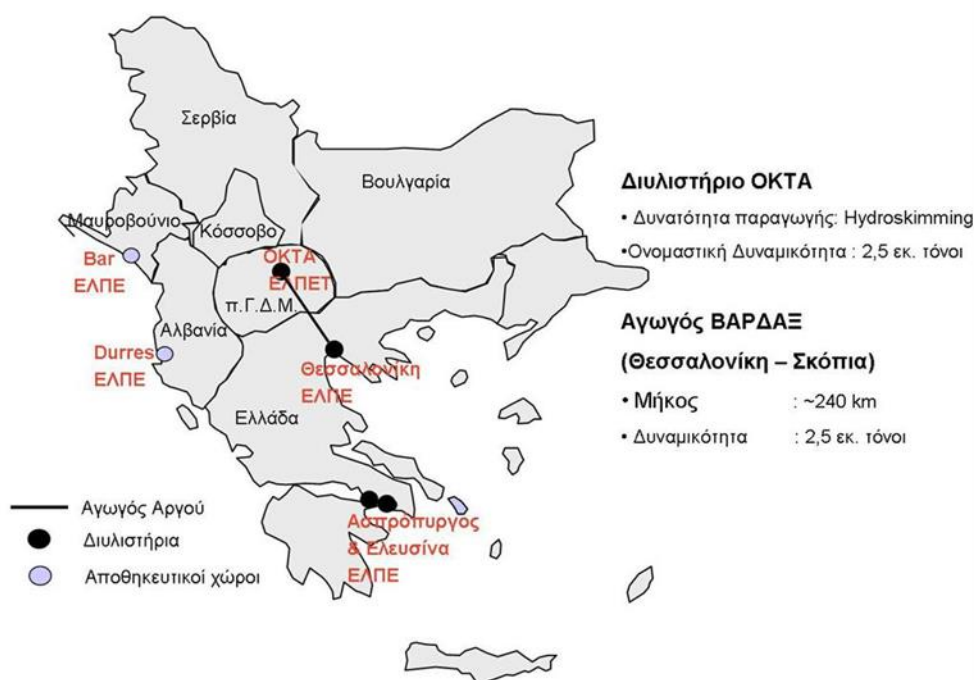 Σερβία
Βουλγαρία
Μαυροβούνιο
Κόσσοβο
Bar
ΕΛΠΕ
ΟΚΤΑ
ΕΛΠΕΤ
π.Γ.Δ.Μ.
Αλβανία
Durres
ΕΛΠΕ
Θεσσαλονίκη
ΕΛΠΕ
Ελλάδα
Ασπρόπυργος
& Ελευσίνα
ΕΛΠΕ
Αγωγός Αργού
Διυλιστήρια
Αποθηκευτικοί χώροι
Διυλιστήριο ΟΚΤΑ
• Δυνατότητα παραγωγής: Hydroskimming
•Ονομαστική Δυναμικότητα : 2,5 εκ. τόνοι
Αγωγός ΒΑΡΔΑΞ
(Θεσσαλονίκη – Σκόπια)
• Μήκος : ~240 km
• Δυναμικότητα : 2,5 εκ. τόνοι